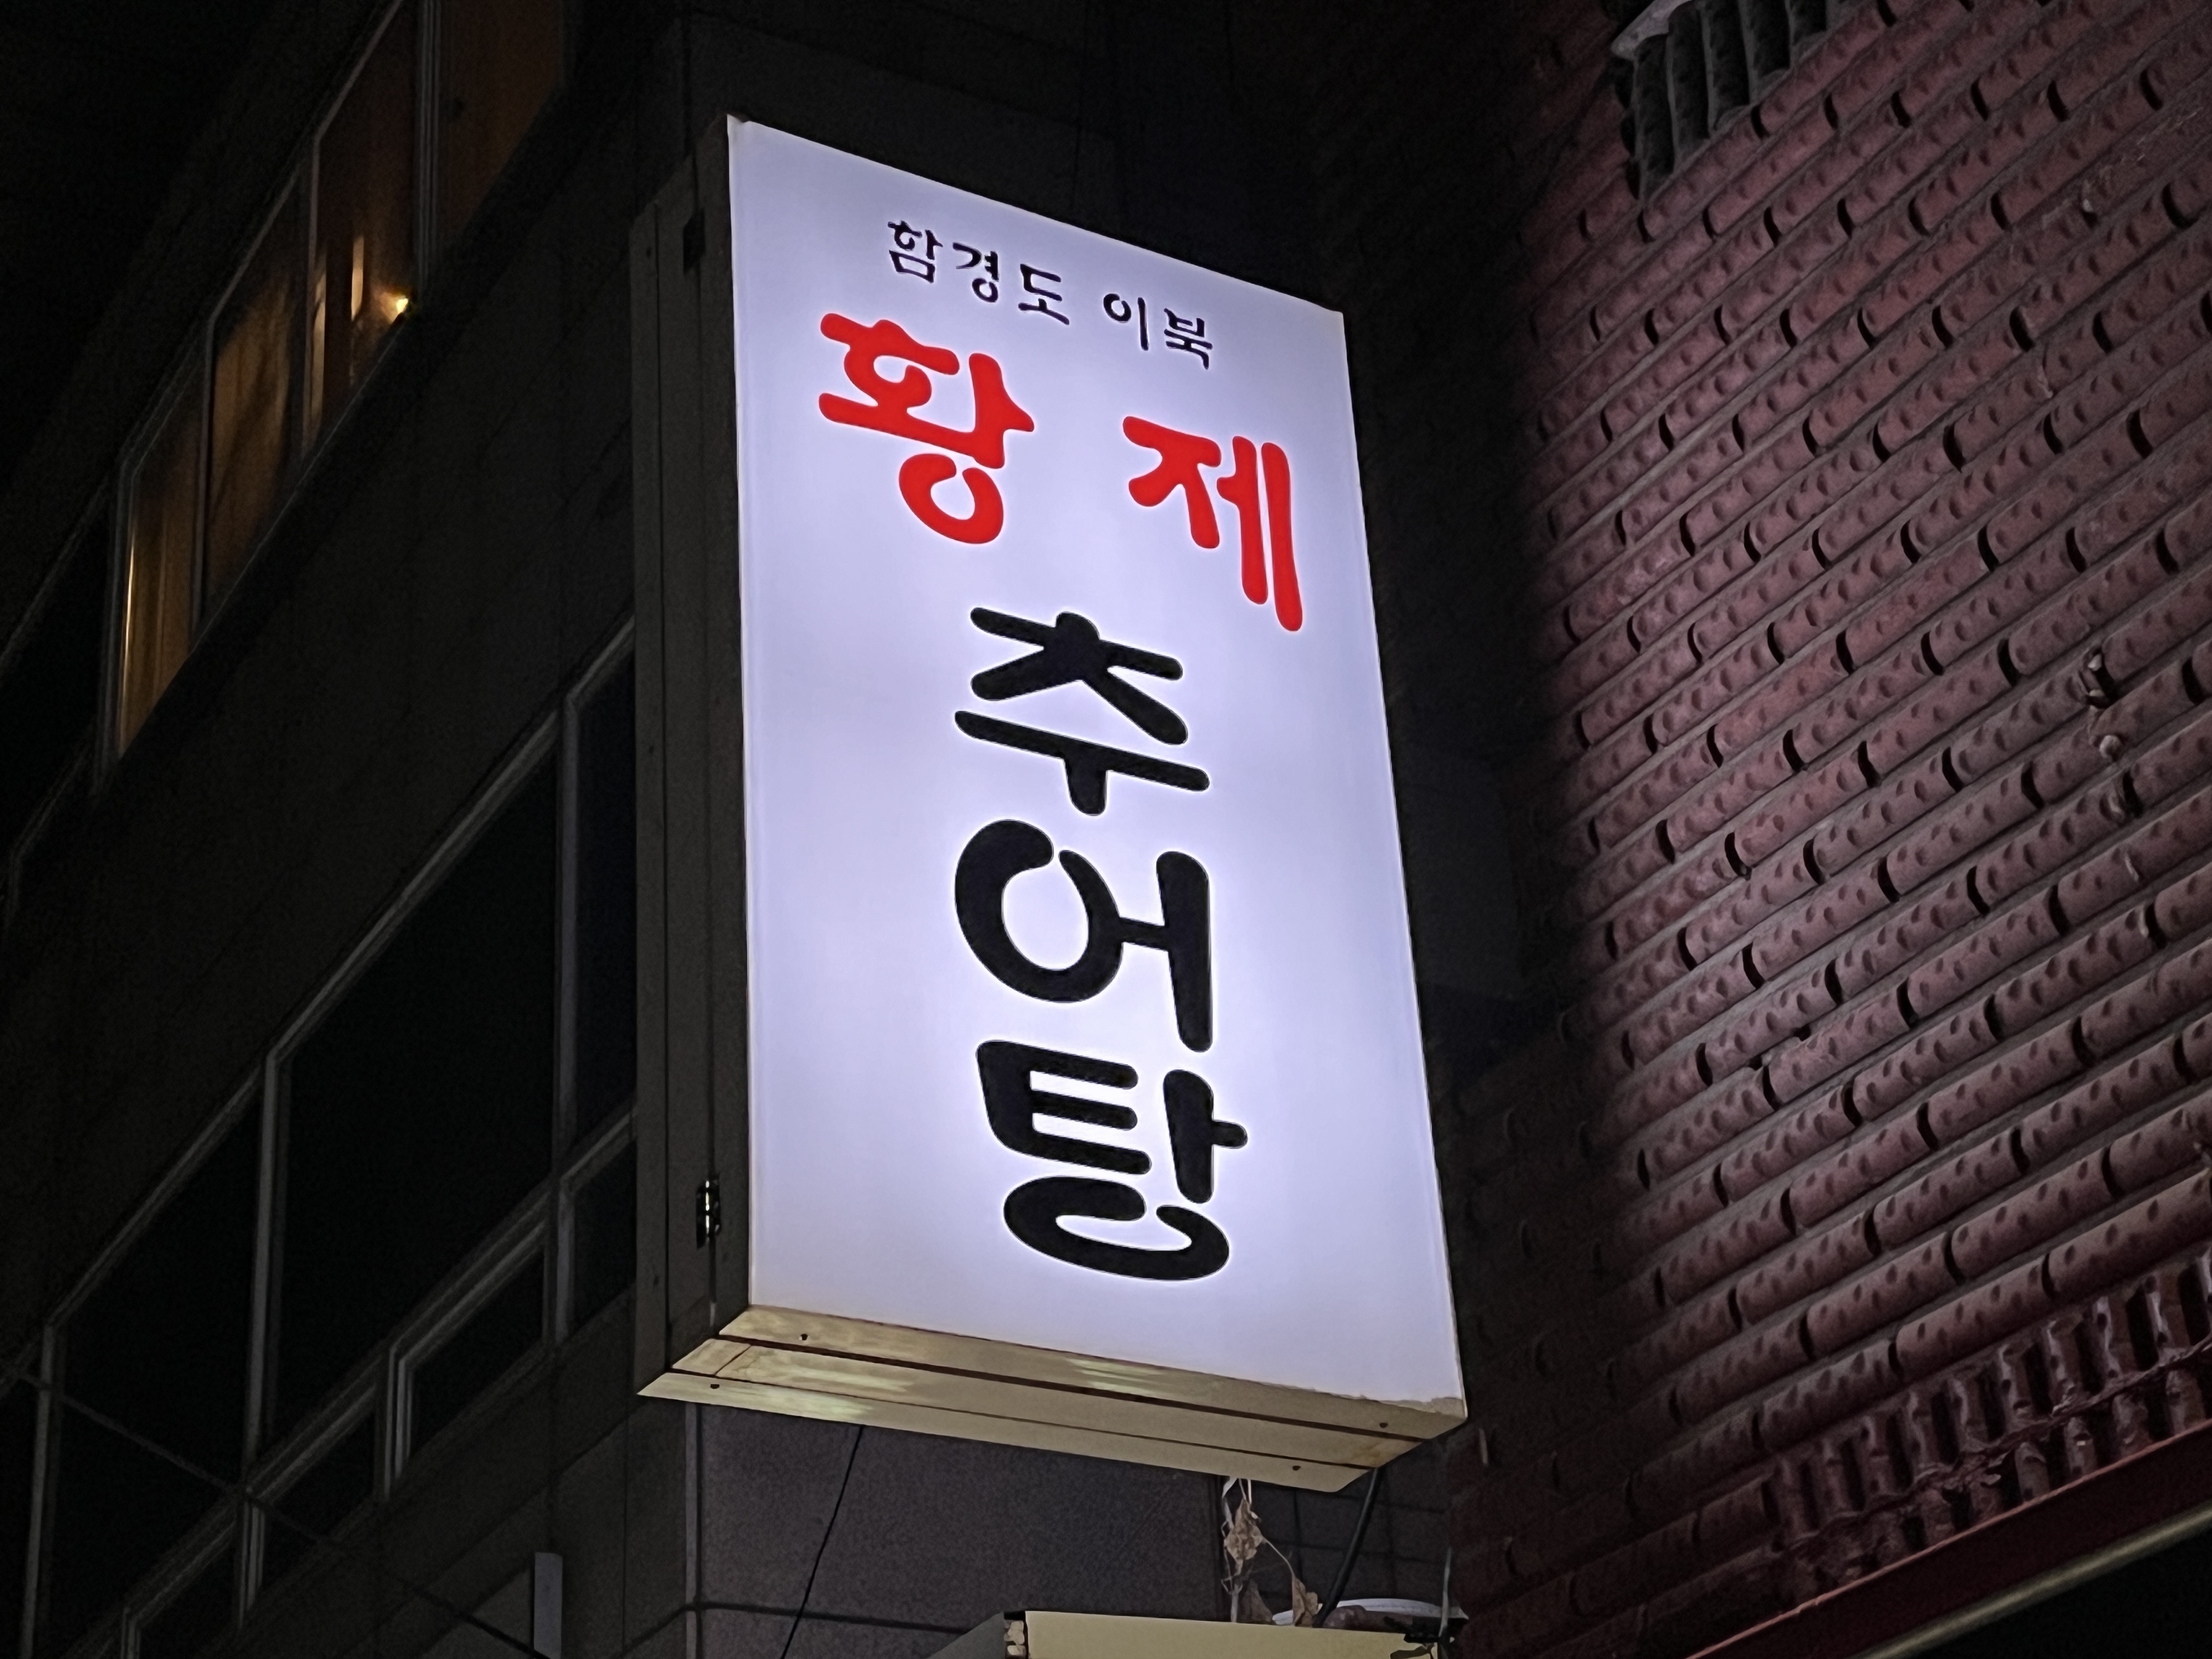 함경도 이북
황제
추어탕